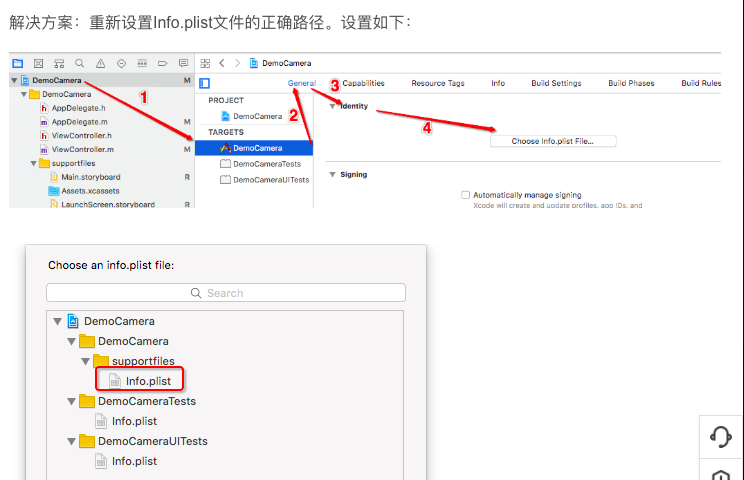 解决方案：重新设置Info.plist文件的正确路径。设置如下：
DemoCamera
DemoCamera M
General Capabilities Resource Tags Info Build Settings Build Phases Build Rules
DemoCamera
AppDelegate.h
AppDelegate.m M
ViewController.h
ViewController.m M
supportfiles
Main.storyboard R
Assets.xcassets
LaunchScreen.storyboard R
PROJECT
DemoCamera
TARGETS
DemoCamera
DemoCameraTests
DemoCameraUITests
1
2
3
4
Identity
Choose Info.plist File...
Signing
Automatically manage signing
Xcode will create and update profiles, app IDs, and
Choose an info.plist file:
Search
DemoCamera
DemoCamera
supportfiles
Info.plist
DemoCameraTests
Info.plist
DemoCameraUITests
Info.plist